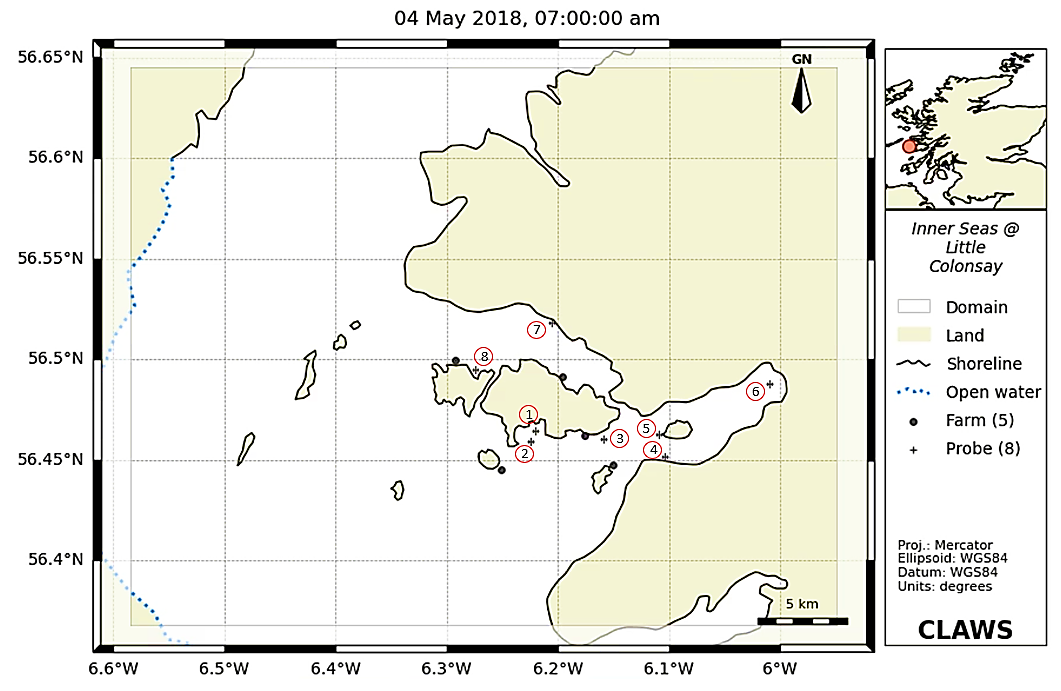 04 May 2018, 07:00:00 am
56.65°N
56.6°N
56.55°N
56.5°N
56.45°N
56.4°N
6.6°W
6.5°W
6.4°W
6.3°W
6.2°W
6.1°W
6°W
GN
7
8
6
1
5
3
2
4
5 km
Inner Seas @
Little
Colonsay
Domain
Land
Shoreline
Open water
Farm (5)
Probe (8)
Proj.: Mercator
Ellipsoid: WGS84
Datum: WGS84
Units: degrees
CLAWS